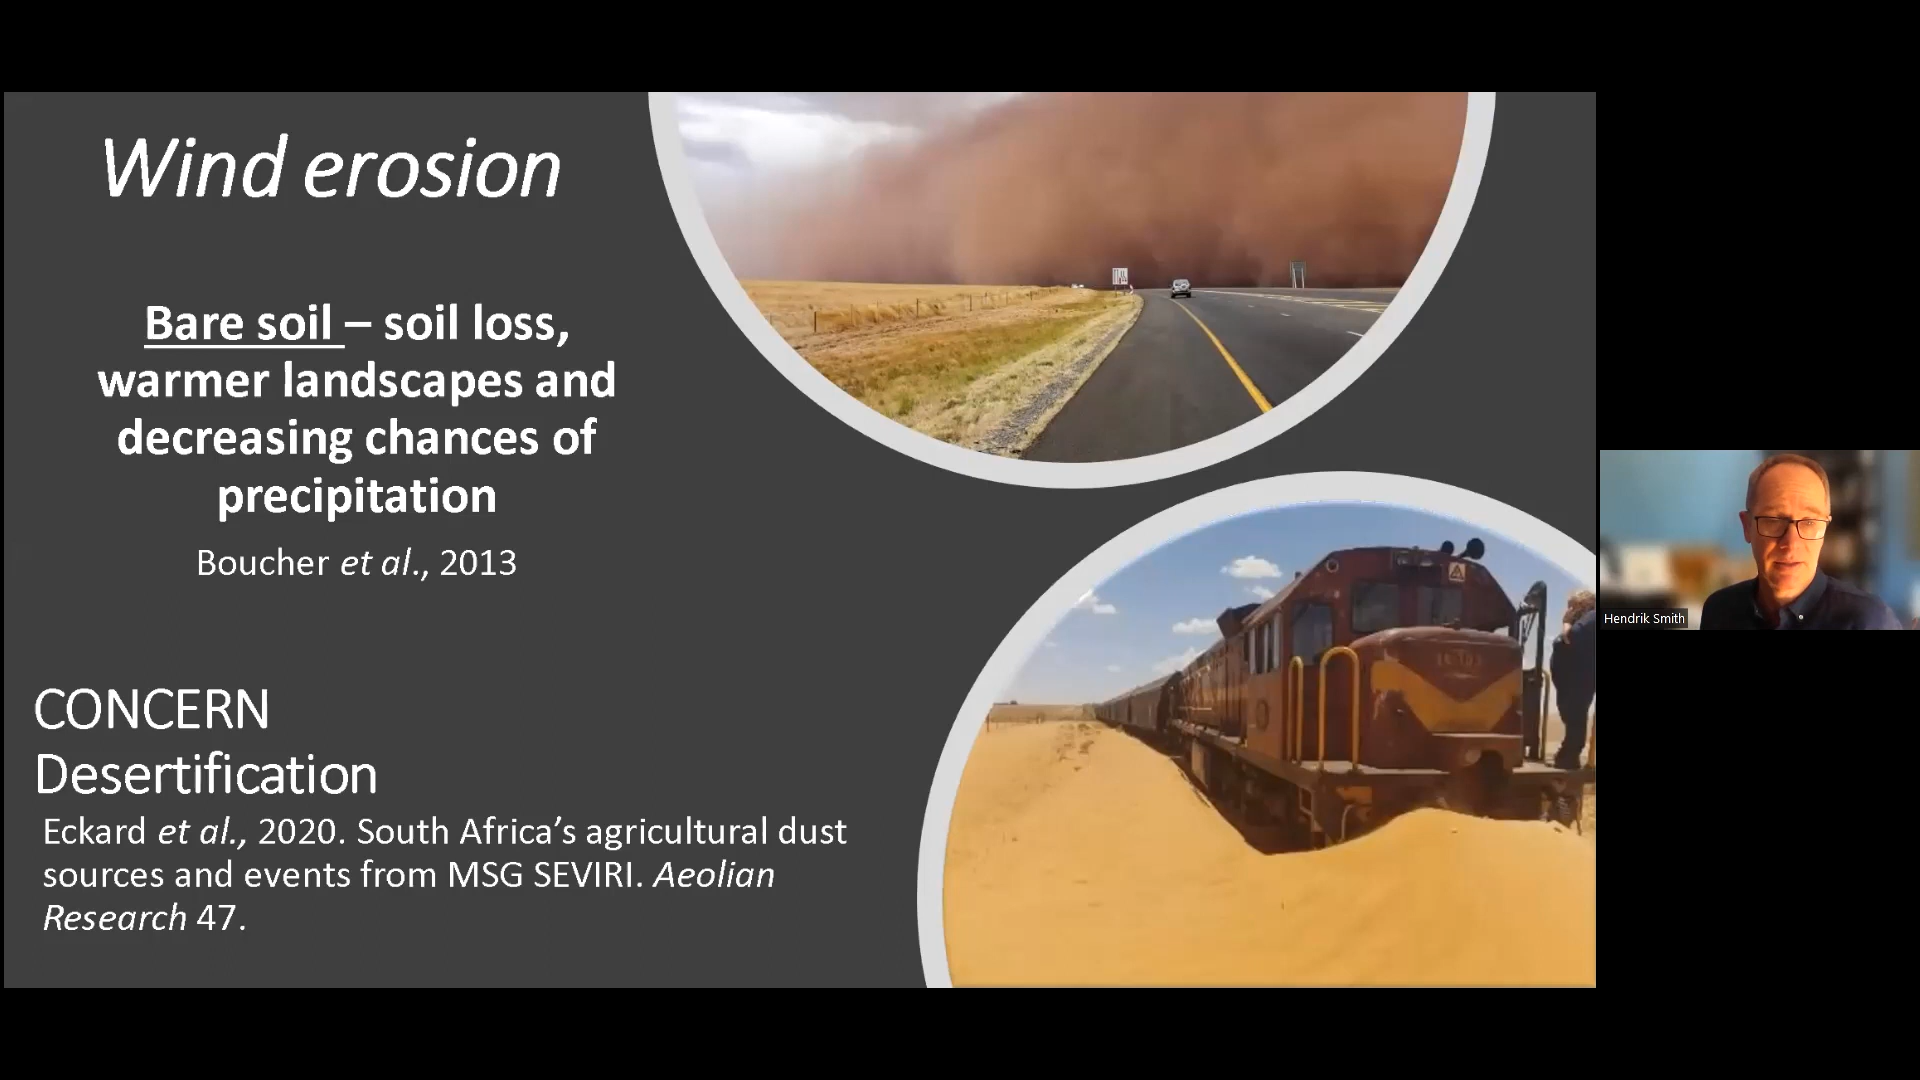 Wind erosion
Bare soil – soil loss,
warmer landscapes and
decreasing chances of
precipitation
Boucher et al., 2013
CONCERN
Desertification
Eckard et al., 2020. South Africa’s agricultural dust
sources and events from MSG SEVIRI. Aeolian
Research 47.
Hendrik Smith